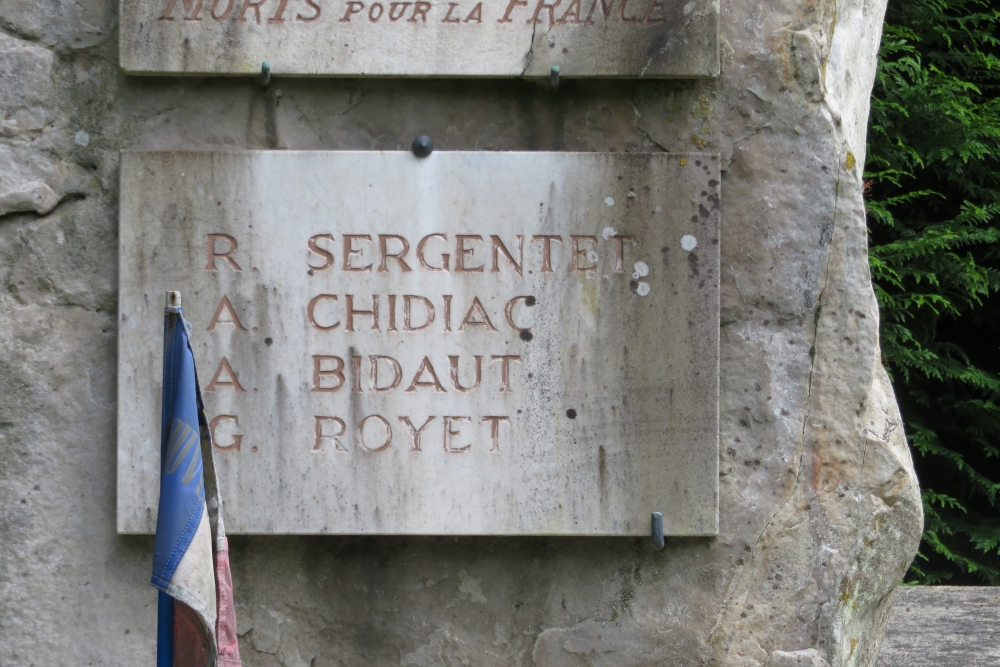 MORTS POUR LA FRANCE
R. SERGENTET
A. CHIDIAC
A. BIDAUT
G. ROYET